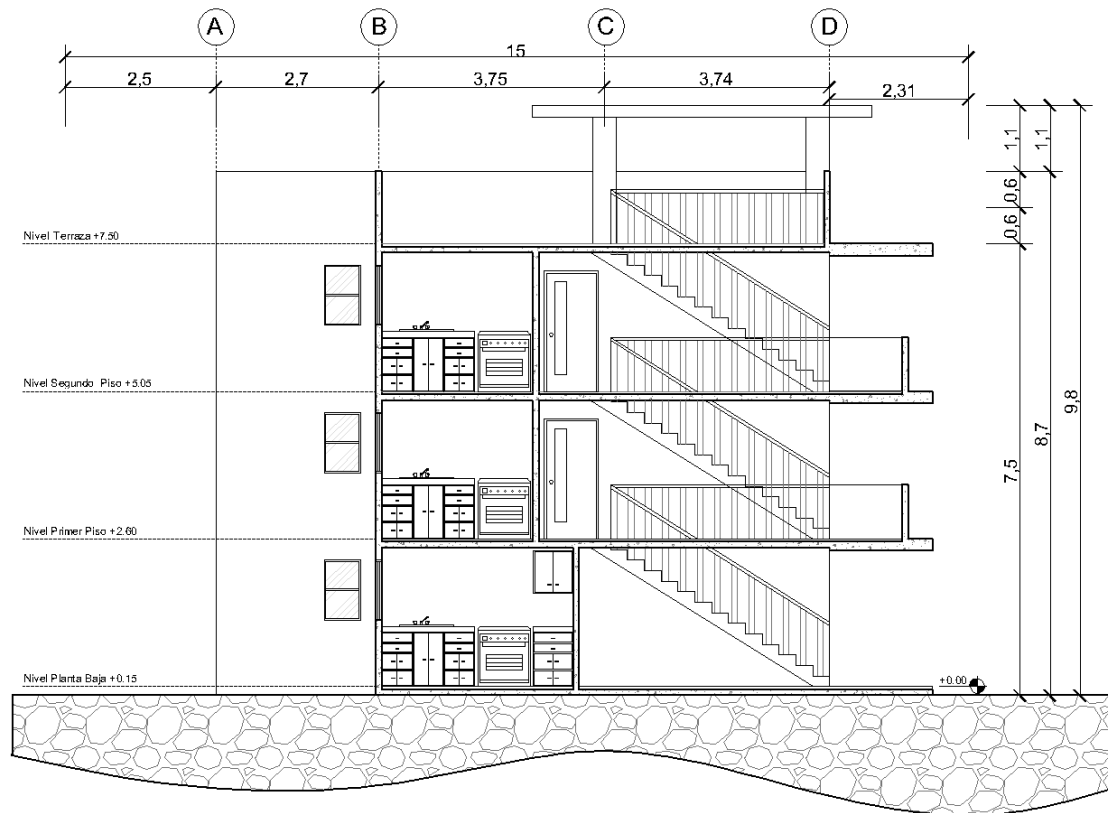 A B C D
15
2,5 2,7 3,75 3,74
2,31
1,1 1,1
0,6
0,6
Nivel Terraza +7.50
Nivel Segundo Piso +5.05
9,8
8,7
7,5
Nivel Primer Piso +2.60
Nivel Planta Baja +0.15
+0.00